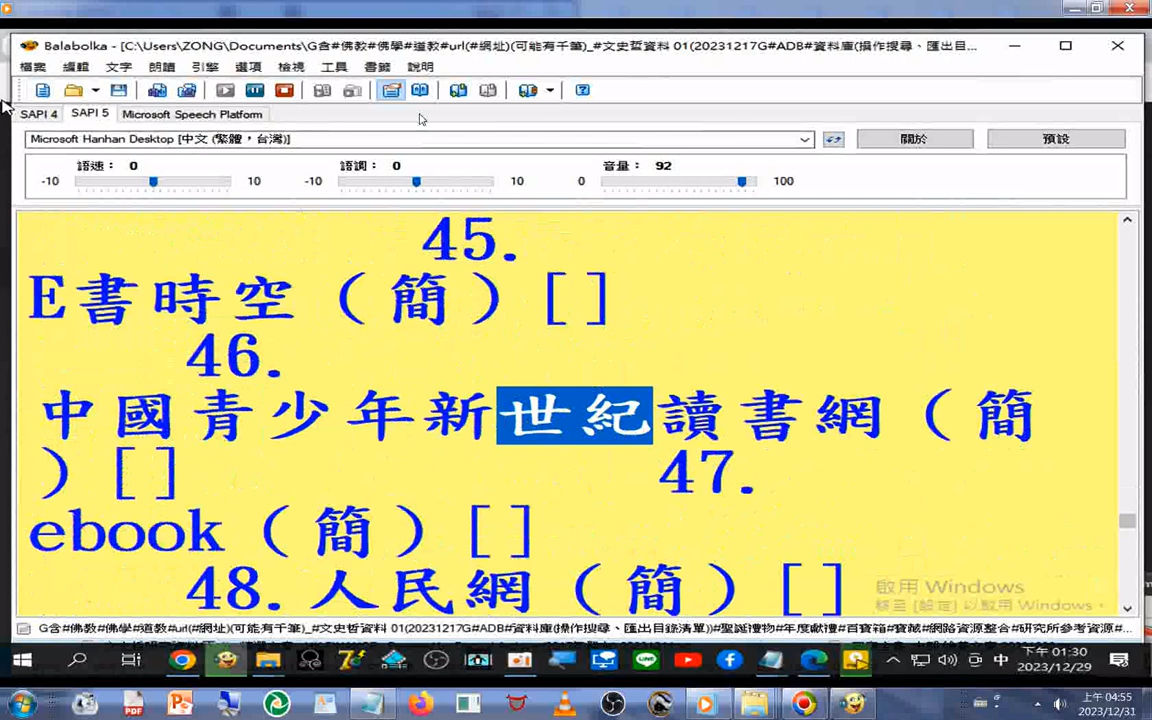 Balabolka - [C:\Users\ZONG\Documents\G含#佛教#佛學#道教#url(#網址)(可能有千筆)_#文史哲資料 01(20231217G#ADB#資料庫(操作搜尋、匯出目...
檔案 編輯 文字 朗讀 引擎 選項 檢視 工具 書籤 說明
SAPI 4 SAPI 5 Microsoft Speech Platform
Microsoft Hanhan Desktop [中文 (繁體，台灣)] 關於 預設
語速： 0 語調： 0 音量： 92
-10 10 -10 10 0 100
45.
E書時空（簡）[]
46.
中國青少年新世紀讀書網（簡
）[]
47.
ebook（簡）[]
48.人民網（簡）[]
啟用 Windows
移至 [設定] 以啟用 Windows。
G含#佛教#佛學#道教#url(#網址)(可能有千筆)_#文史哲資料 01(20231217G#ADB#資料庫(操作搜尋、匯出目錄清單))#聖誕禮物#年度獻禮#百寶箱#寶藏#網路資源整合#研究所參考資源#...
中 下午 01:30
2023/12/29
上午 04:55
2023/12/31